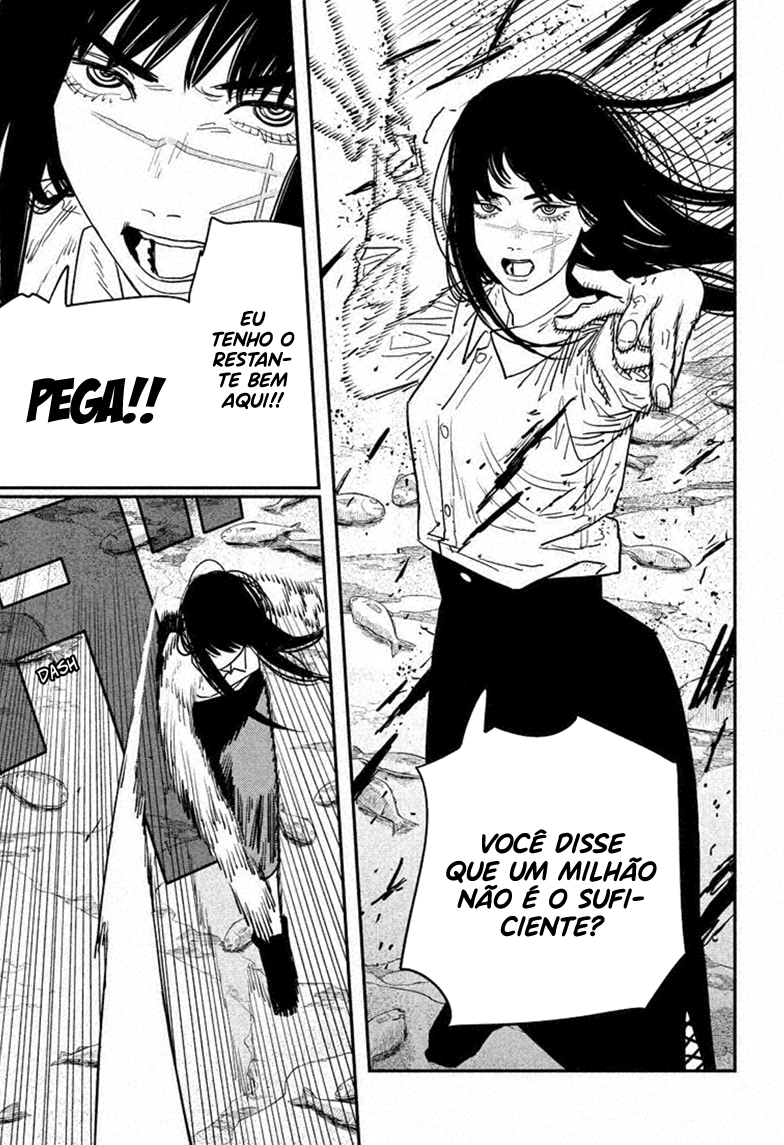 VOCÊ DISSE
QUE UM MILHÃO
NÃO É O SUFI-
CIENTE?
EU
TENHO O
RESTAN-
TE BEM
AQUI!!
PEGA!!
DASH